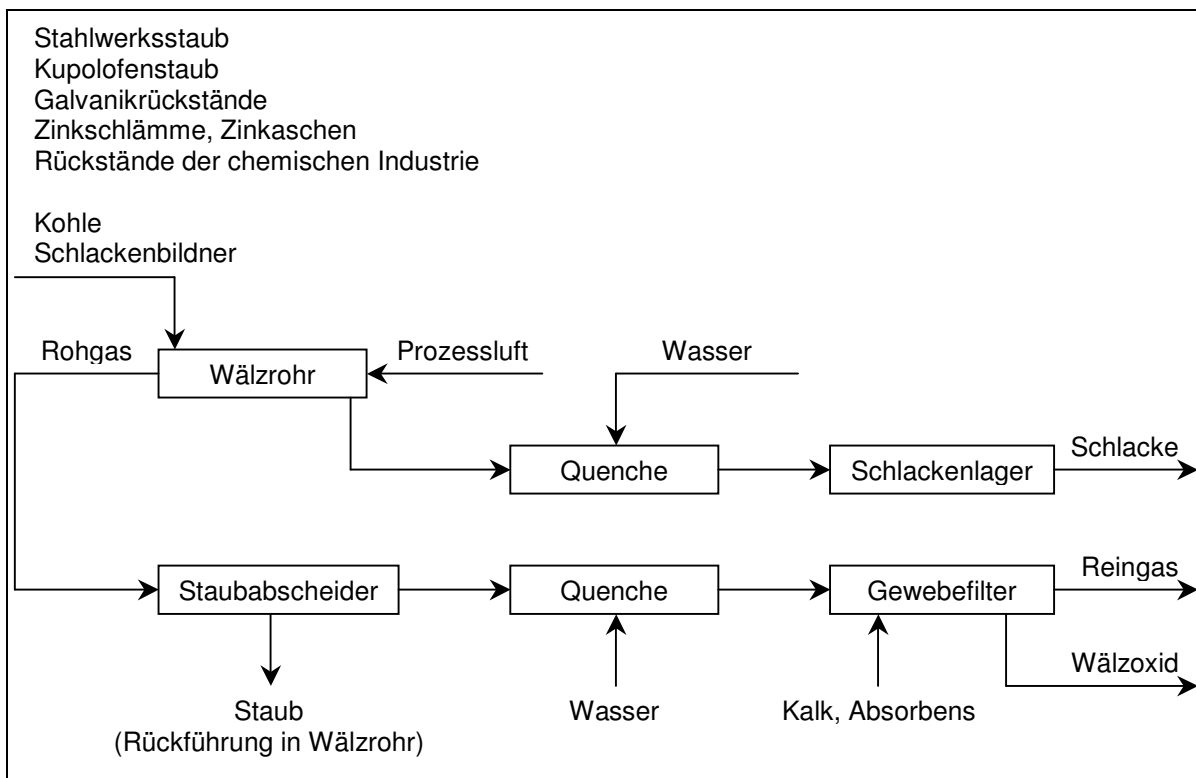 Stahlwerksstaub
Kupolofenstaub
Galvanikrückstände
Zinkschlämme, Zinkaschen
Rückstände der chemischen Industrie
Kohle
Schlackenbildner
Rohgas
Wälzrohr
Prozessluft
Wasser
Quenche
Schlackenlager
Schlacke
Staubabscheider
Quenche
Gewebefilter
Reingas
Wälzoxid
Staub
(Rückführung in Wälzrohr)
Wasser
Kalk, Absorbens